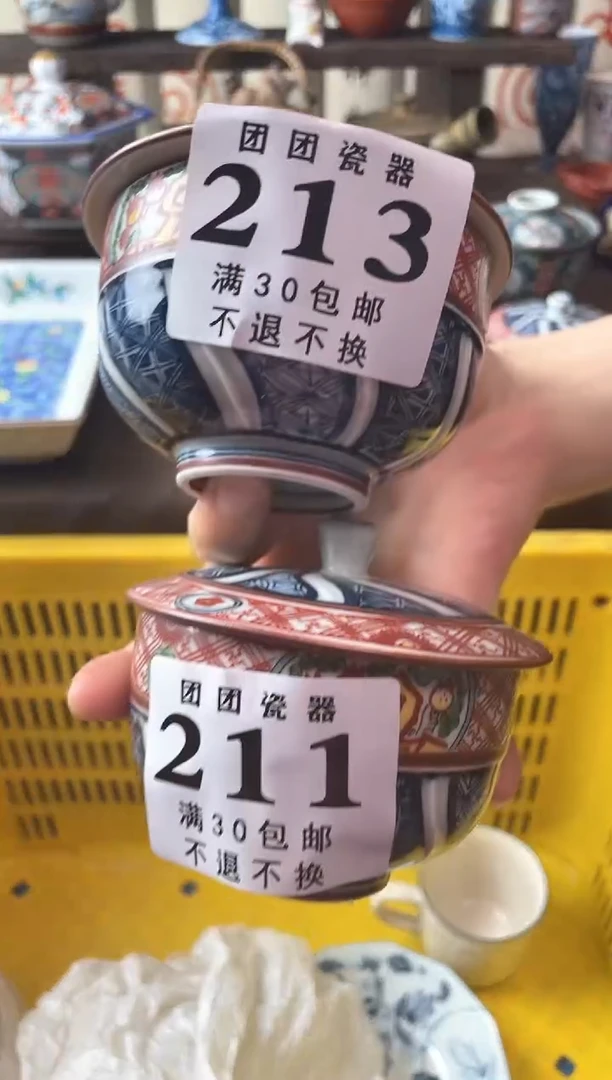 团团瓷器
213
满30包邮
不退不换
团团瓷器
211
满30包邮
不退不换